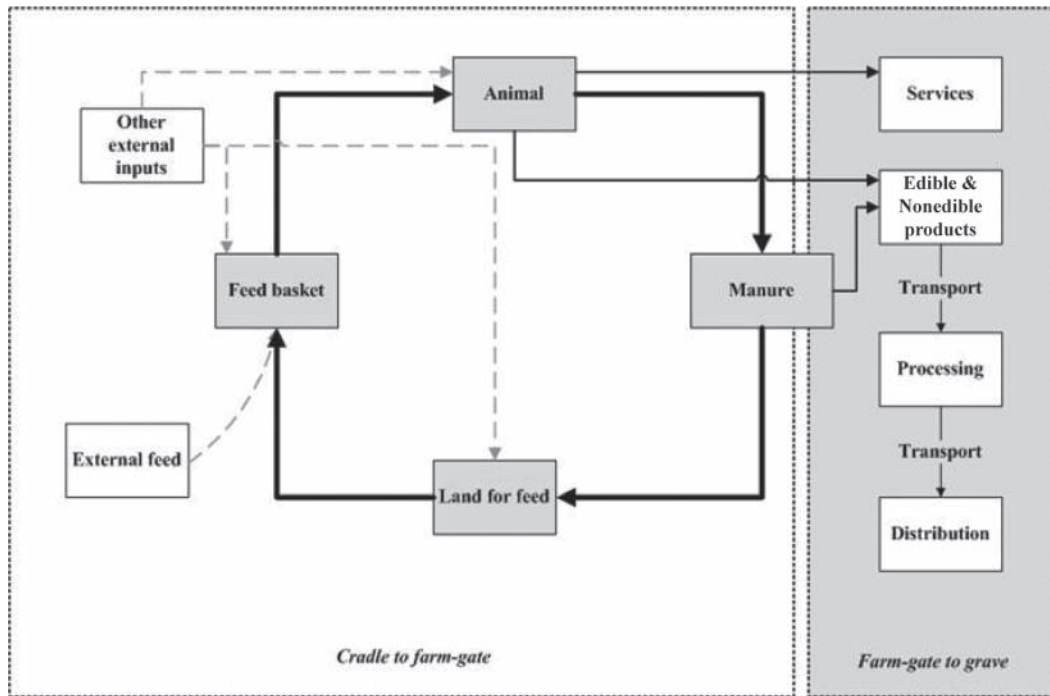 Animal
Services
Other
external
inputs
Edible &
Nonedible
products
Feed basket
Manure
Transport
Processing
External feed
Transport
Land for feed
Distribution
Cradle to farm-gate
Farm-gate to grave